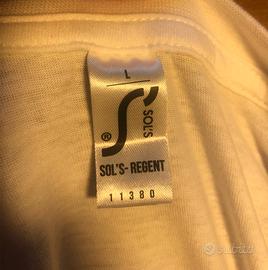 L
SOL'S
®
SOL'S - REGENT
11380
subito